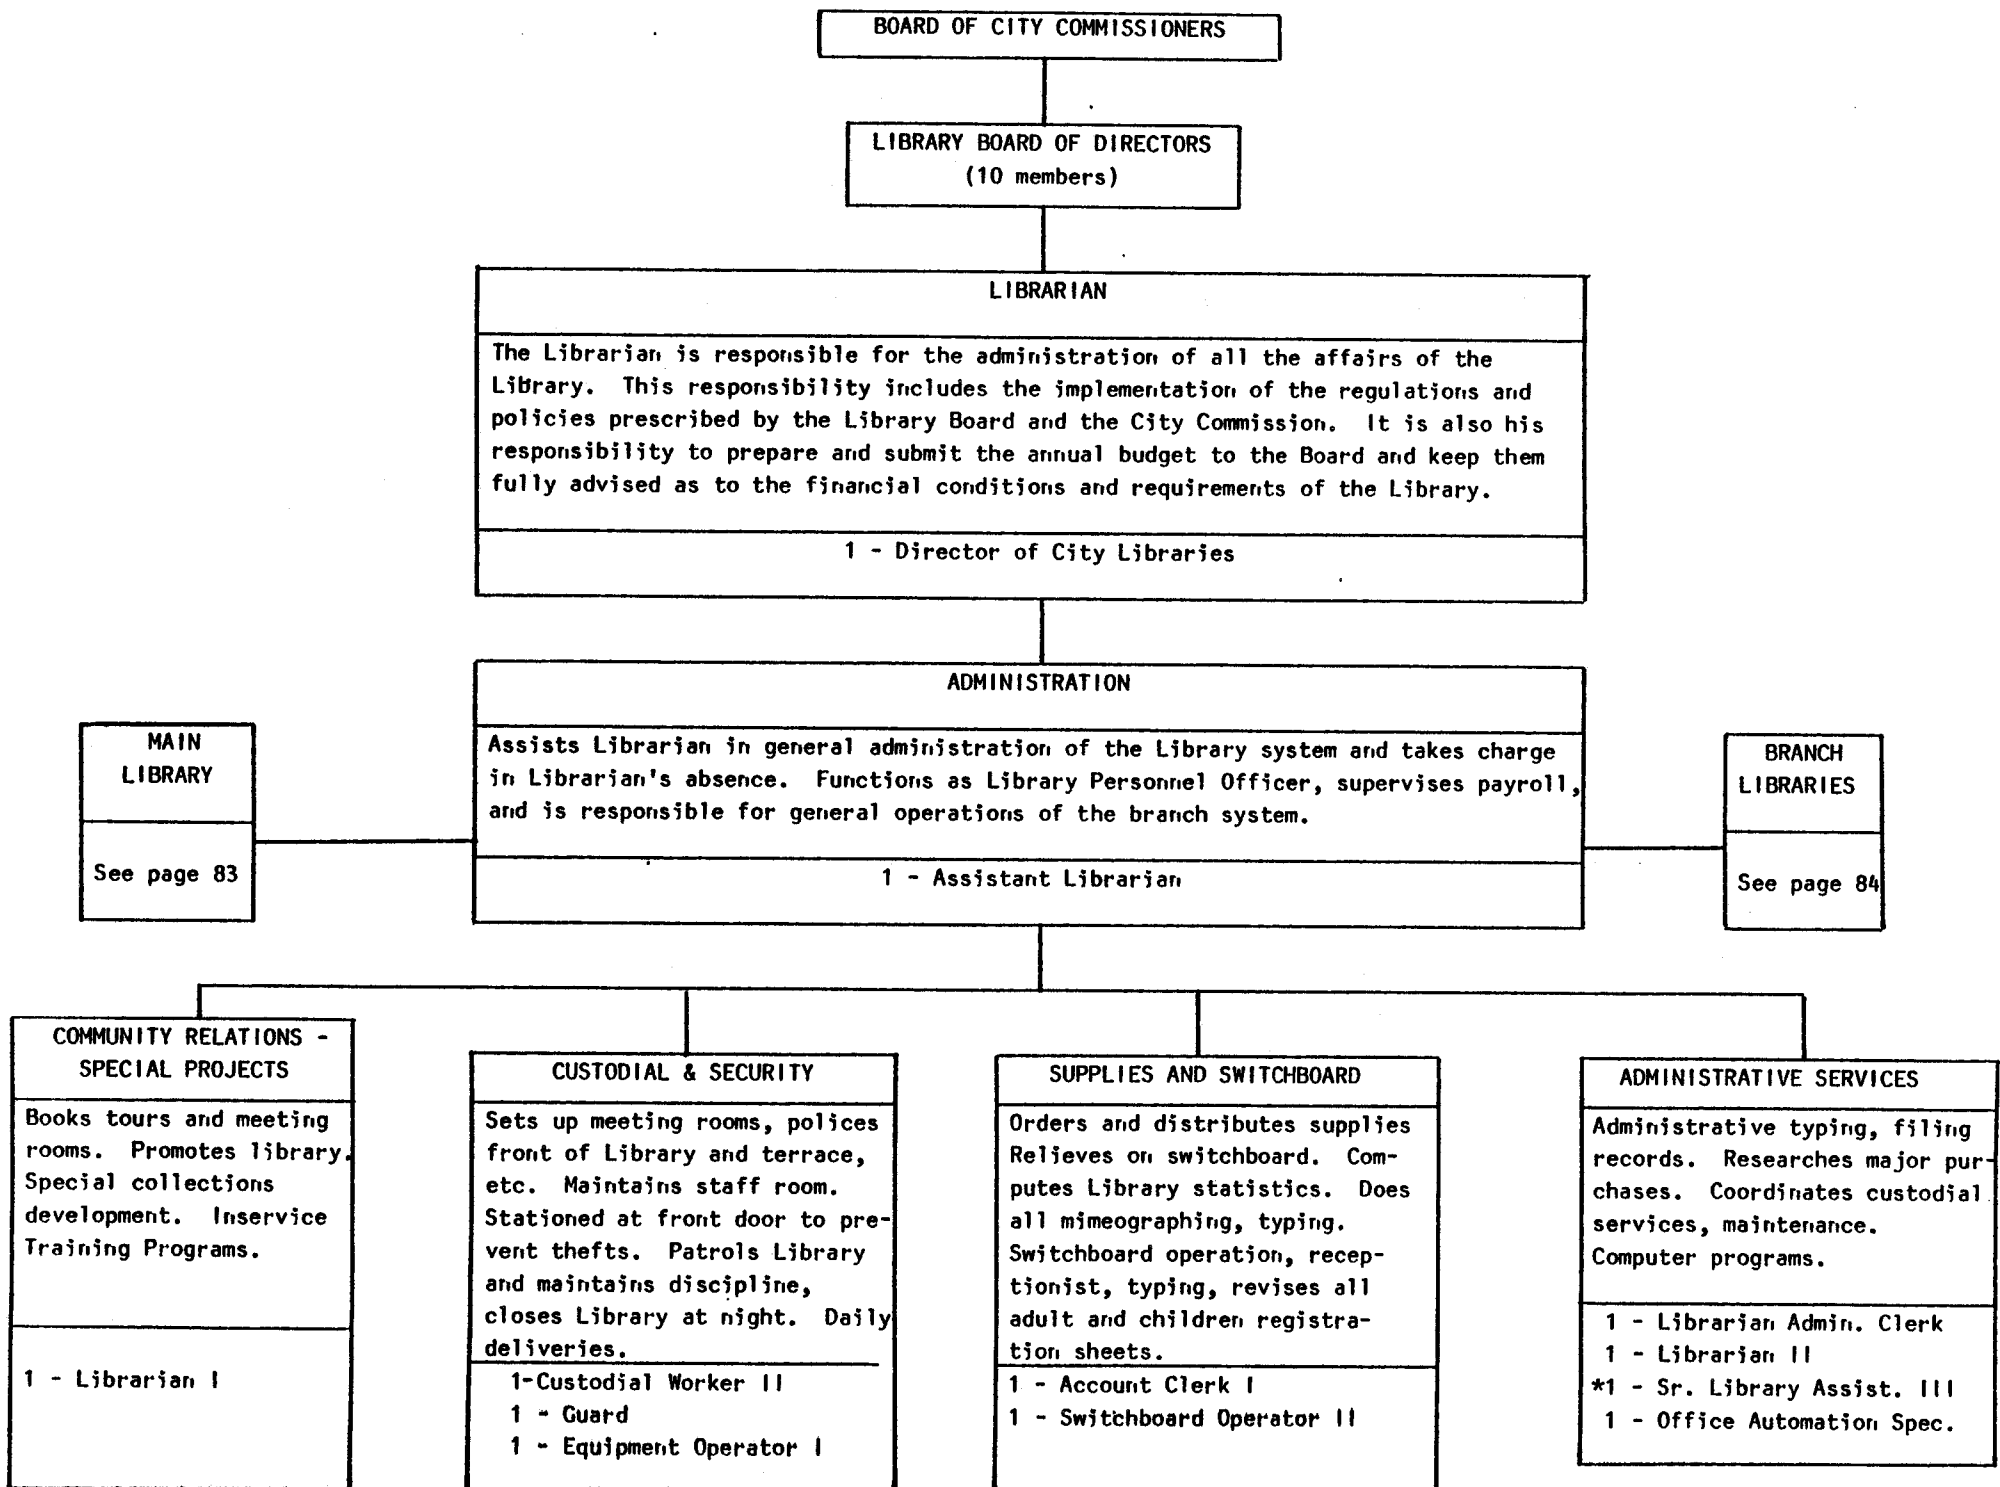 BOARD OF CITY COMMISSIONERS
LIBRARY BOARD OF DIRECTORS
(10 members)
LIBRARIAN
The Librarian is responsible for the administration of all the affairs of the
Library. This responsibility includes the implementation of the regulations and
policies prescribed by the Library Board and the City Commission. It is also his
responsibility to prepare and submit the annual budget to the Board and keep them
fully advised as to the financial conditions and requirements of the Library.
1 - Director of City Libraries
MAIN
LIBRARY
See page 83
ADMINISTRATION
Assists Librarian in general administration of the Library system and takes charge
in Librarian's absence. Functions as Library Personnel Officer, supervises payroll,
and is responsible for general operations of the branch system.
1 - Assistant Librarian
BRANCH
LIBRARIES
See page 84
COMMUNITY RELATIONS -
SPECIAL PROJECTS
Books tours and meeting
rooms. Promotes library.
Special collections
development. Inservice
Training Programs.
1 - Librarian I
CUSTODIAL & SECURITY
Sets up meeting rooms, polices
front of Library and terrace,
etc. Maintains staff room.
Stationed at front door to pre-
vent thefts. Patrols Library
and maintains discipline,
closes Library at night. Daily
deliveries.
1-Custodial Worker II
1 - Guard
1 - Equipment Operator I
SUPPLIES AND SWITCHBOARD
Orders and distributes supplies
Relieves on switchboard. Com-
putes Library statistics. Does
all mimeographing, typing.
Switchboard operation, recep-
tionist, typing, revises all
adult and children registra-
tion sheets.
1 - Account Clerk I
1 - Switchboard Operator II
ADMINISTRATIVE SERVICES
Administrative typing, filing
records. Researches major pur-
chases. Coordinates custodial
services, maintenance.
Computer programs.
1 - Librarian Admin. Clerk
1 - Librarian II
*1 - Sr. Library Assist. III
1 - Office Automation Spec.